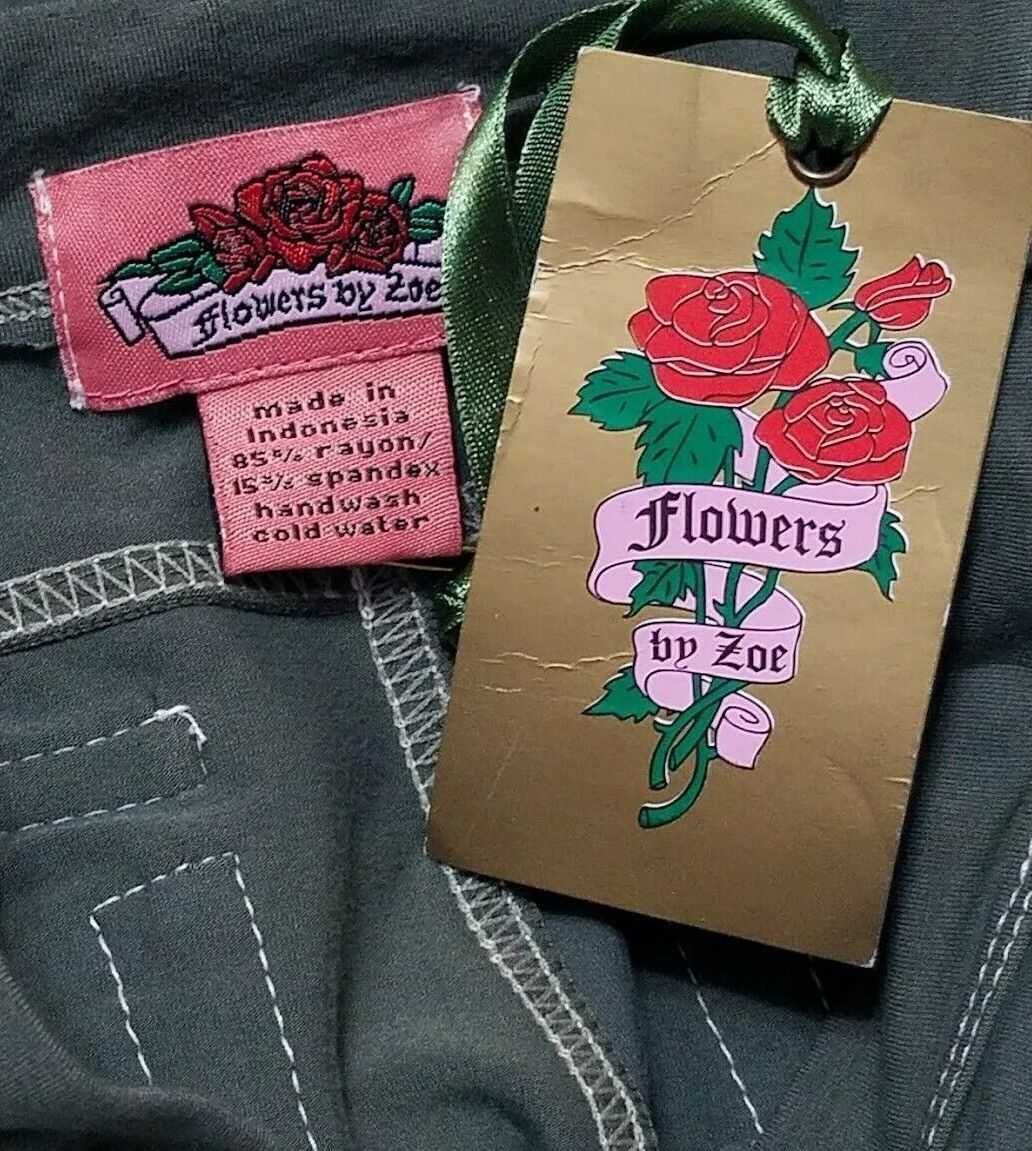 Flowers by Zoe
made in
Indonesia
85% rayon/
15% spandex
handwash
cold water
Flowers
by Zoe